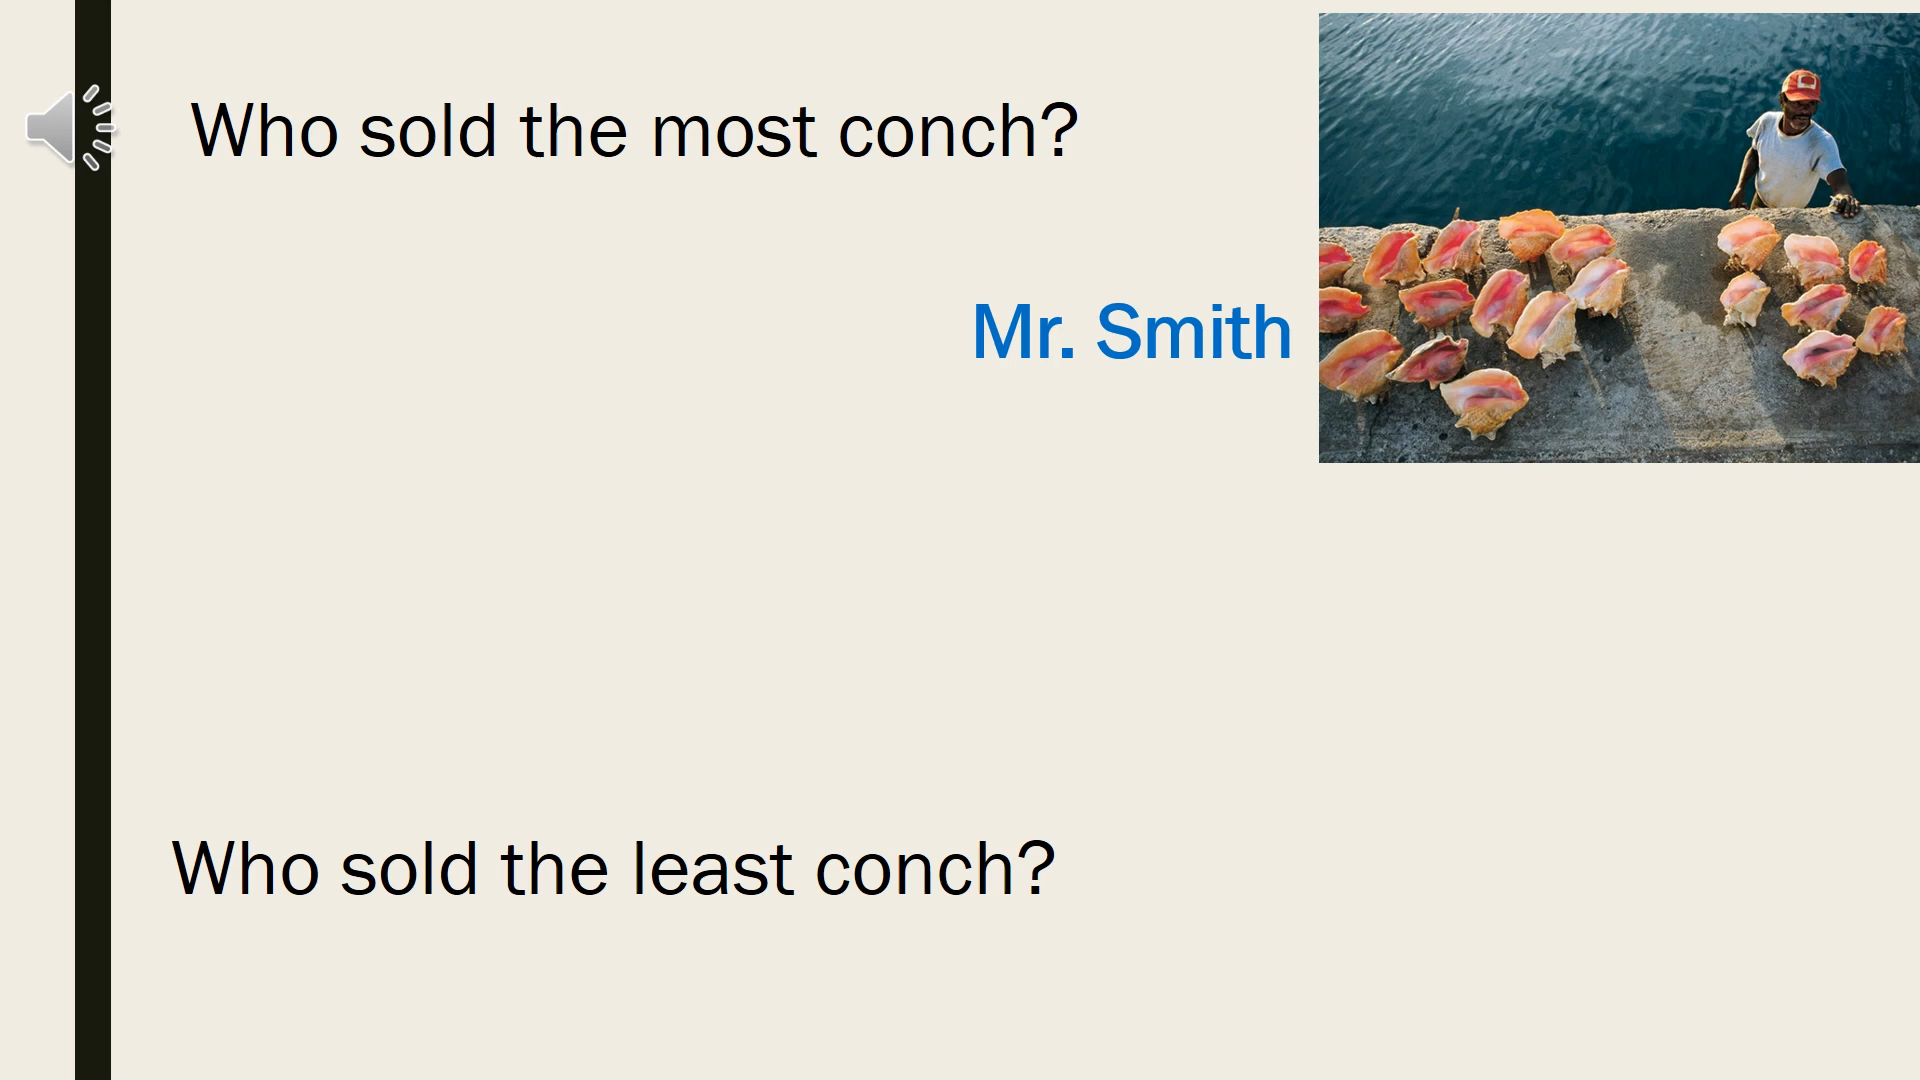 Who sold the most conch?
Mr. Smith
Who sold the least conch?